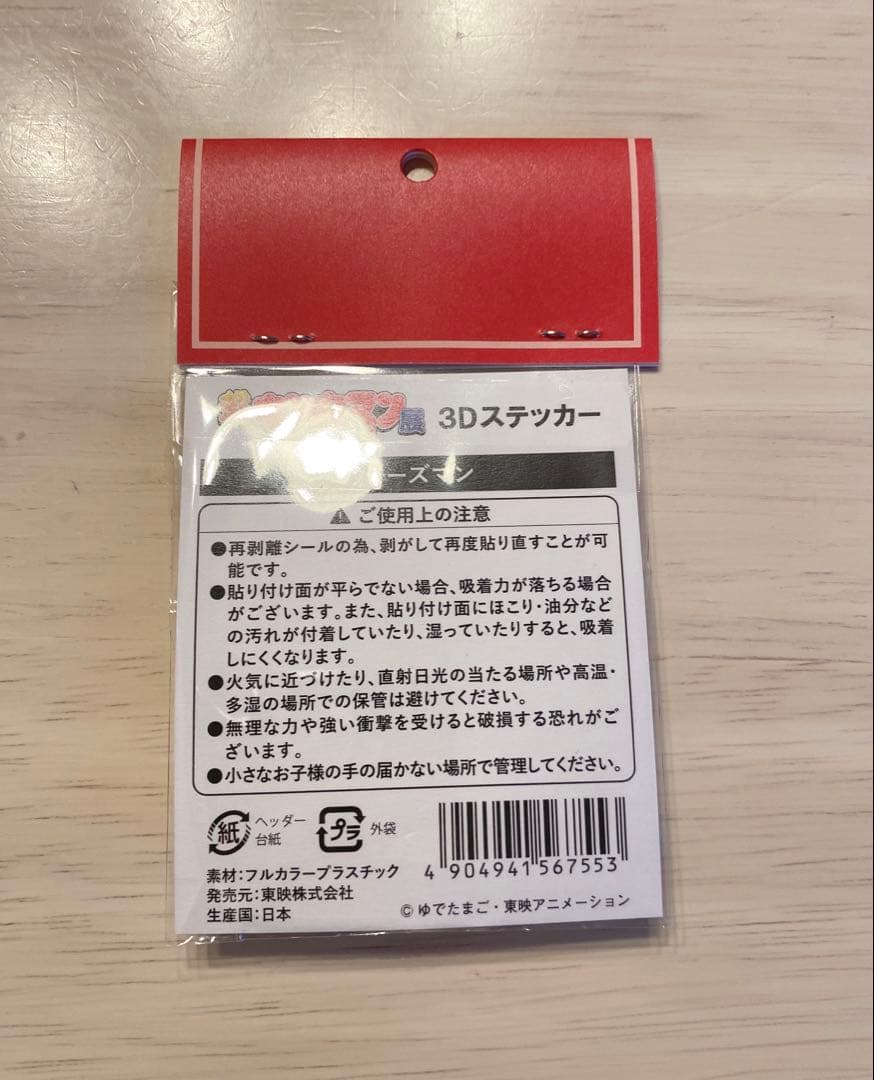 展 3Dステッカー
ーズマン
ご使用上の注意
●再剥離シールの為、剥がして再度貼り直すことが可
能です。
●貼り付け面が平らでない場合、吸着力が落ちる場合
がございます。また、貼り付け面にほこり・油分など
の汚れが付着していたり、湿っていたりすると、吸着
しにくくなります。
●火気に近づけたり、直射日光の当たる場所や高温・
多湿の場所での保管は避けてください。
●無理な力や強い衝撃を受けると破損する恐れがご
ざいます。
●小さなお子様の手の届かない場所で管理してください。
紙 ヘッダー
台紙
プラ 外袋
4 904941 567553
素材:フルカラープラスチック
発売元:東映株式会社
生産国:日本
© ゆでたまご・東映アニメーション